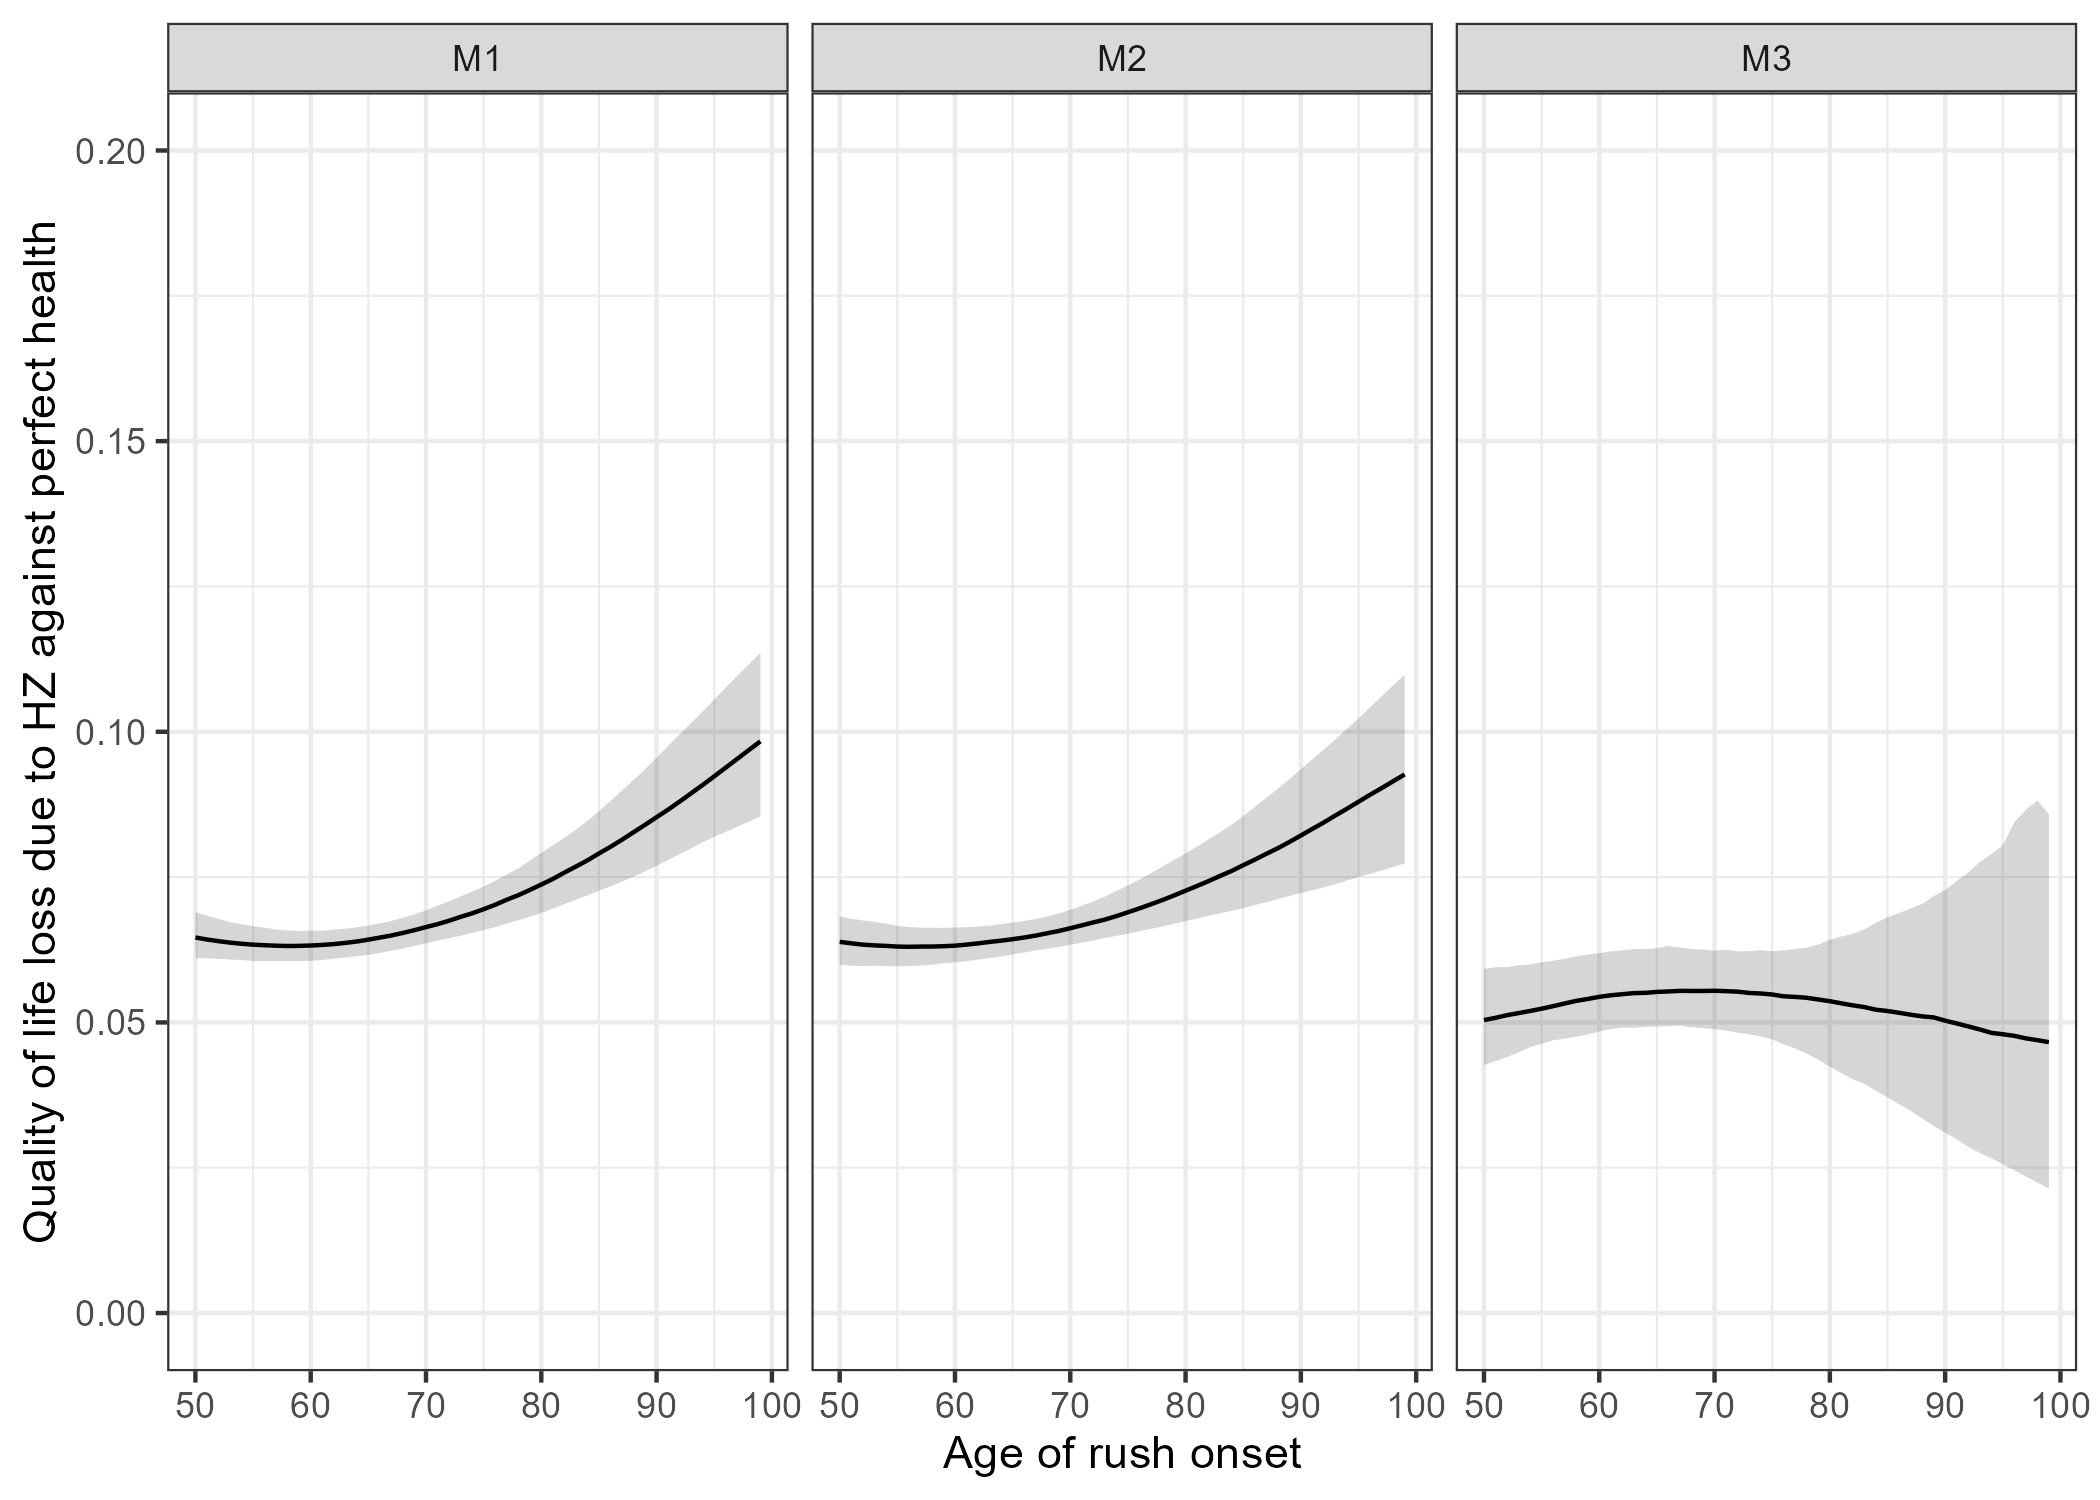 M1 M2 M3
Quality of life loss due to HZ against perfect health
0.20
0.15
0.10
0.05
0.00
50 60 70 80 90 100 50 60 70 80 90 100 50 60 70 80 90 100
Age of rush onset